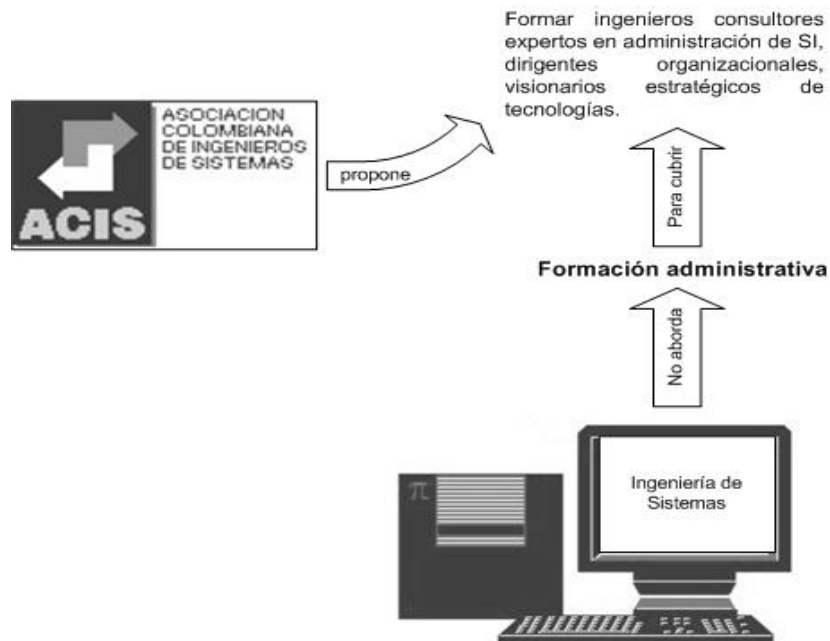 Formar ingenieros consultores
expertos en administración de SI,
dirigentes organizacionales,
visionarios estratégicos de
tecnologías.
ASOCIACION
COLOMBIANA
DE INGENIEROS
DE SISTEMAS
ACIS
propone
Para cubrir
Formación administrativa
No aborda
π
Ingeniería de
Sistemas